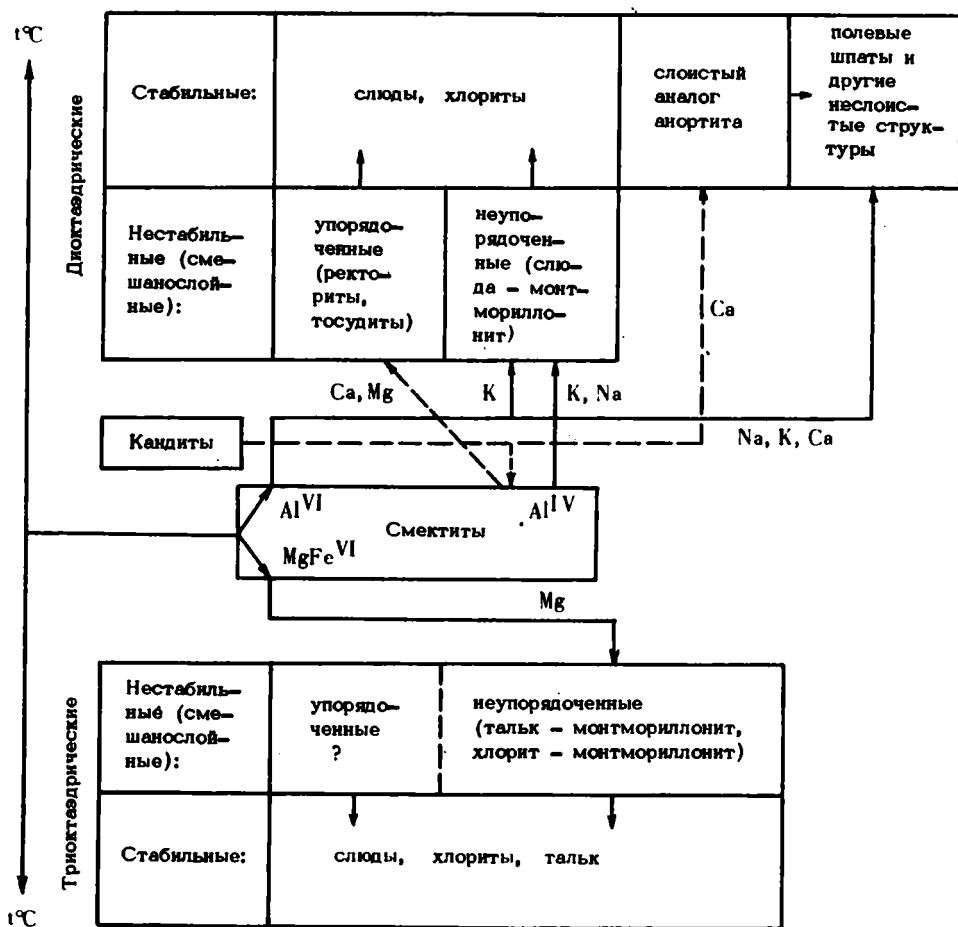 t°C
Диоктаэдрические
Стабильные:
слюды, хлориты
слоистый
аналог
анортита
полевые
шпаты и
другие
неслоис-
тые струк-
туры
Нестабиль-
ные (сме-
шанослой-
ные):
упорядо-
ченные
(ректо-
риты,
тосудиты)
неупо-
рядочен-
ные (слю-
да – монт-
морилло-
нит)
Ca
Ca, Mg
K
K, Na
Кандиты
Na, K, Ca
Al^VI
Al^IV
Смектиты
MgFe^VI
Mg
Триоктаэдрические
Нестабиль-
ные (сме-
шанослой-
ные):
упорядо-
ченные
?
неупорядоченные
(тальк – монтмориллонит,
хлорит – монтмориллонит)
Стабильные:
слюды, хлориты, тальк
t°C